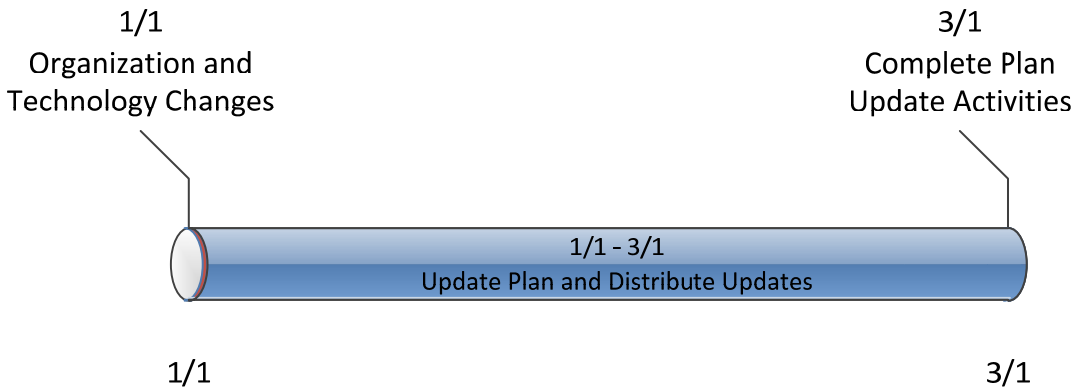 1/1
Organization and
Technology Changes
3/1
Complete Plan
Update Activities
1/1 - 3/1
Update Plan and Distribute Updates
1/1
3/1